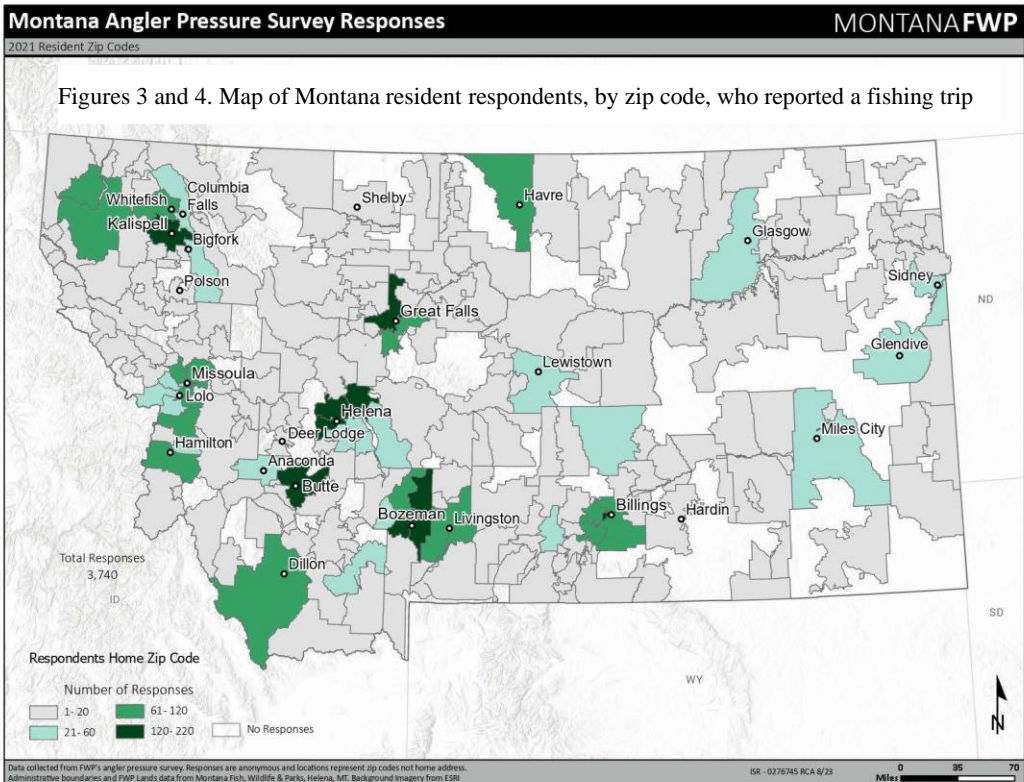 Montana Angler Pressure Survey Responses
MONTANAFWP
2021 Resident Zip Codes
Figures 3 and 4. Map of Montana resident respondents, by zip code, who reported a fishing trip
Columbia
Falls
Whitefish
Kalispell
Bigfork
Polson
Shelby
Havre
Glasgow
Sidney
ND
Great Falls
Glendive
Lewistown
Missoula
Lolo
Helena
Deer Lodge
Miles City
Hamilton
Anaconda
Butte
Bozeman
Livingston
Billings
Hardin
Dillon
Total Responses
3,740
ID
SD
WY
Respondents Home Zip Code
Number of Responses
1- 20
61- 120
21- 60
120- 220
No Responses
N
Data collected from FWP's angler pressure survey. Responses are anonymous and locations represent zip codes not home address.
Administrative boundaries and FWP Lands data from Montana Fish, Wildlife & Parks, Helena, MT. Background Imagery from ESRI
ISR - 0276745 RCA 8/23
0 35 70
Miles